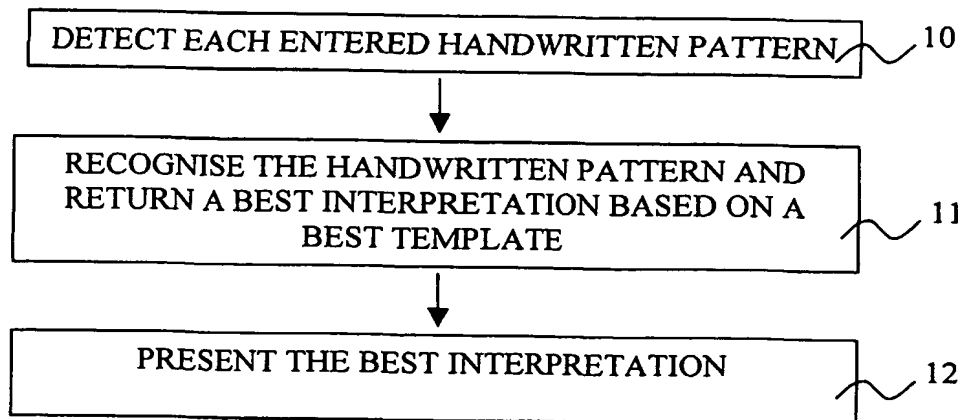 DETECT EACH ENTERED HANDWRITTEN PATTERN
10
RECOGNISE THE HANDWRITTEN PATTERN AND
RETURN A BEST INTERPRETATION BASED ON A
BEST TEMPLATE
11
PRESENT THE BEST INTERPRETATION
12